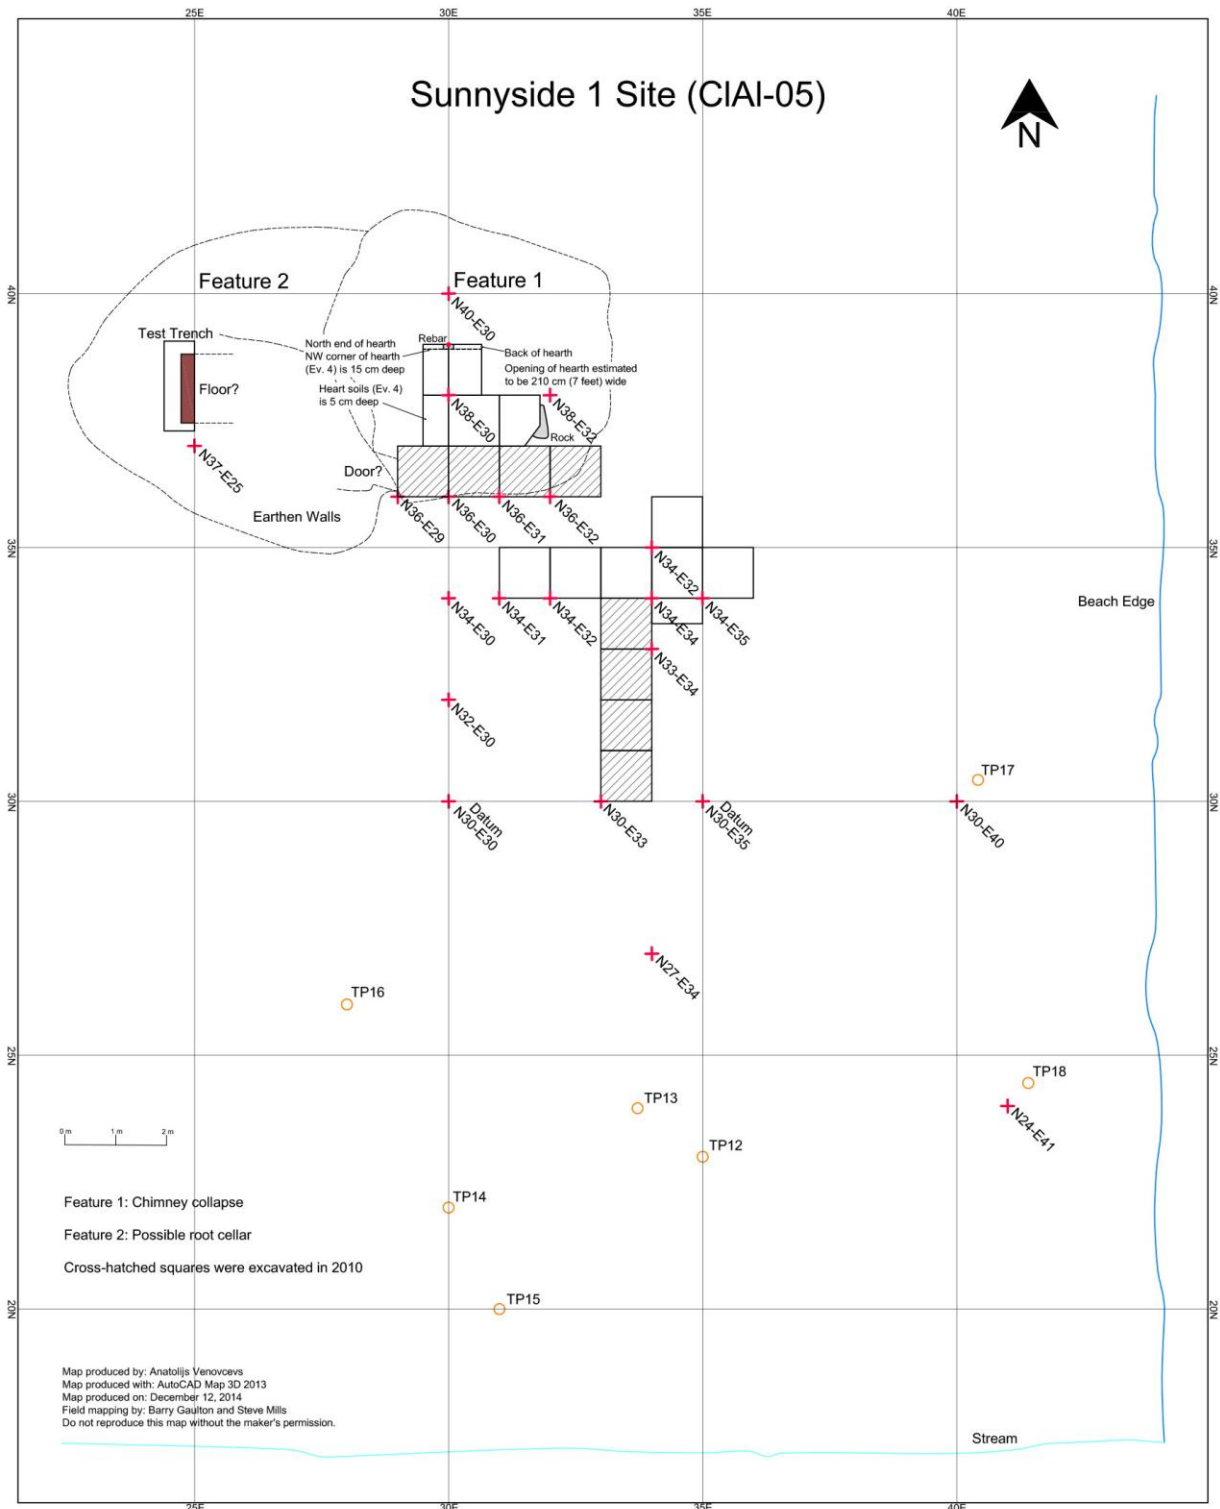 25E
30E
35E
40E
Sunnyside 1 Site (ClAl-05)
N
40N
40N
Feature 2
Feature 1
N40-E30
Test Trench
Rebar
North end of hearth
NW corner of hearth
(Ev. 4) is 15 cm deep
Back of hearth
Opening of hearth estimated
to be 210 cm (7 feet) wide
Floor?
Heart soils (Ev. 4)
is 5 cm deep
N38-E30
N38-E32
Rock
N37-E25
Door?
Earthen Walls
N36-E29
N36-E30
N36-E31
N36-E32
35N
35N
N34-E32
Beach Edge
N34-E30
N34-E31
N34-E32
N34-E34
N34-E35
N33-E34
N32-E30
TP17
30N
30N
Datum
N30-E30
N30-E33
Datum
N30-E35
N30-E40
N27-E34
TP16
25N
25N
TP18
TP13
N24-E41
0 m 1 m 2 m
TP12
TP14
Feature 1: Chimney collapse
Feature 2: Possible root cellar
Cross-hatched squares were excavated in 2010
TP15
20N
20N
Map produced by: Anatolijs Venovcevs
Map produced with: AutoCAD Map 3D 2013
Map produced on: December 12, 2014
Field mapping by: Barry Gaulton and Steve Mills
Do not reproduce this map without the maker's permission.
Stream
25E
30E
35E
40E